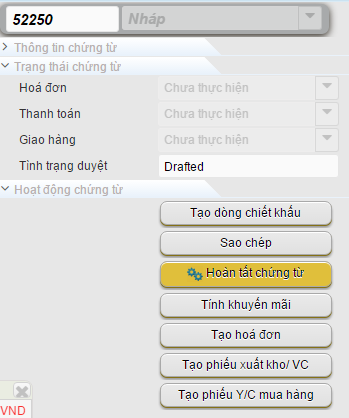 52250 Nháp
Thông tin chứng từ
Trạng thái chứng từ
Hoá đơn Chưa thực hiện
Thanh toán Chưa thực hiện
Giao hàng Chưa thực hiện
Tình trạng duyệt Drafted
Hoạt động chứng từ
Tạo dòng chiết khấu
Sao chép
Hoàn tất chứng từ
Tính khuyến mãi
Tạo hoá đơn
Tạo phiếu xuất kho/ VC
Tạo phiếu Y/C mua hàng
VND